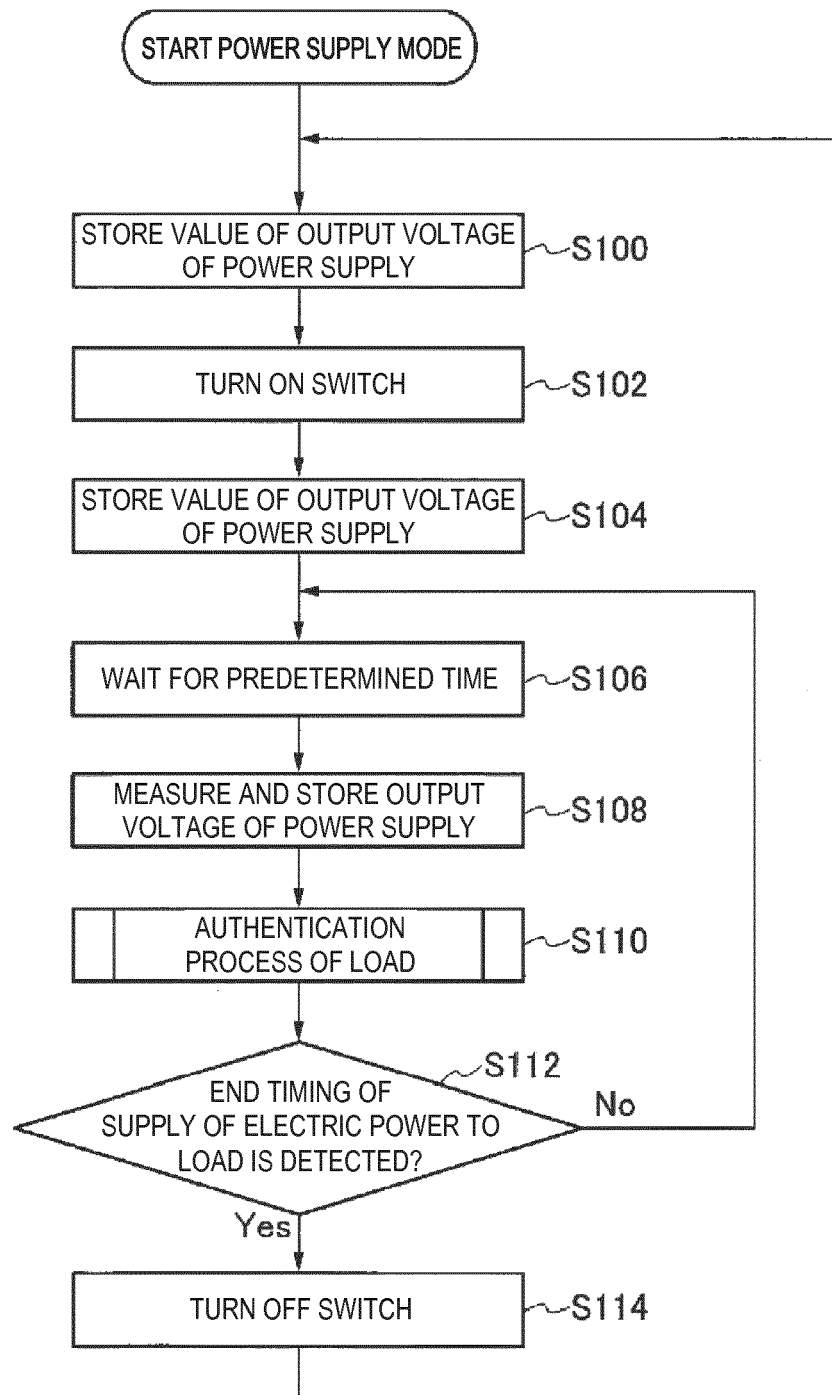 START POWER SUPPLY MODE
STORE VALUE OF OUTPUT VOLTAGE
OF POWER SUPPLY
S100
TURN ON SWITCH
S102
STORE VALUE OF OUTPUT VOLTAGE
OF POWER SUPPLY
S104
WAIT FOR PREDETERMINED TIME
S106
MEASURE AND STORE OUTPUT
VOLTAGE OF POWER SUPPLY
S108
AUTHENTICATION
PROCESS OF LOAD
S110
S112
END TIMING OF
SUPPLY OF ELECTRIC POWER TO
LOAD IS DETECTED?
No
Yes
TURN OFF SWITCH
S114